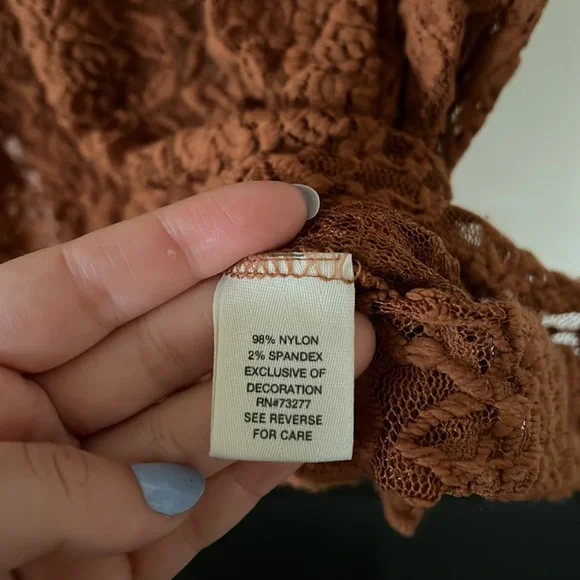 98% NYLON
2% SPANDEX
EXCLUSIVE OF
DECORATION
RN#73277
SEE REVERSE
FOR CARE